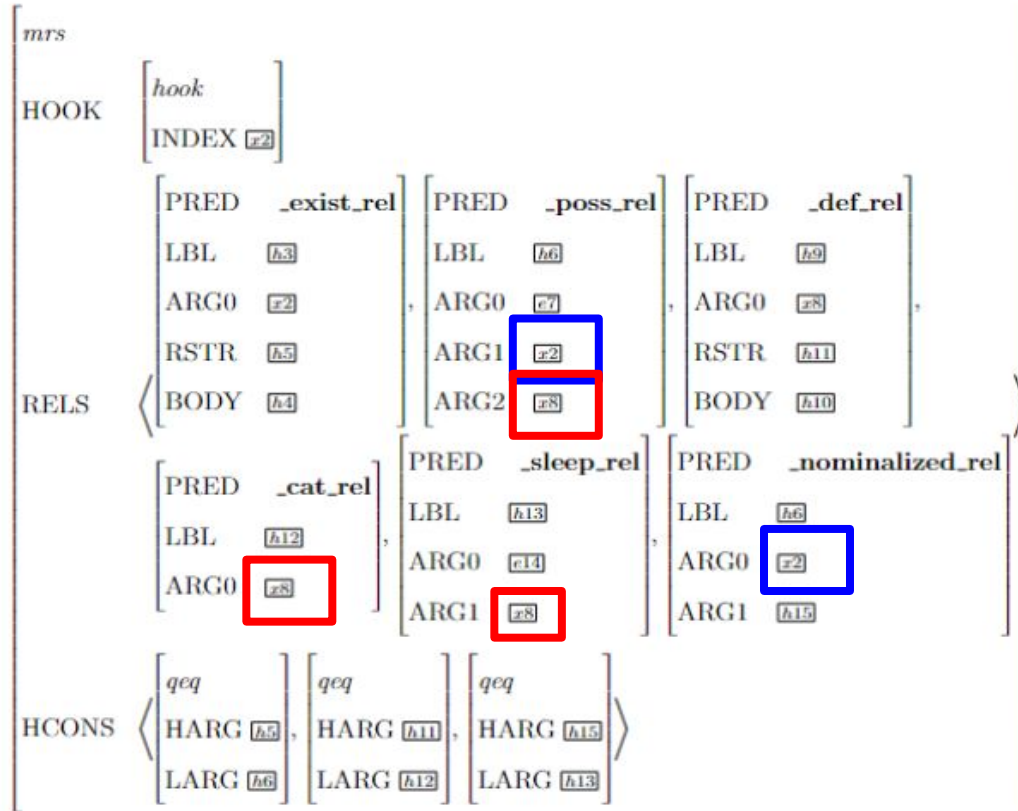 mrs
HOOK hook
INDEX x2
PRED _exist_rel PRED _poss_rel PRED _def_rel
LBL h3 LBL h6 LBL h9
ARG0 x2 , ARG0 e7 , ARG0 x8 ,
RSTR h5 ARG1 x2 RSTR h11
RELS ⟨ BODY h4 ARG2 x8 BODY h10 ⟩
PRED _cat_rel PRED _sleep_rel PRED _nominalized_rel
LBL h12 , LBL h13 , LBL h6
ARG0 x8 ARG0 e14 ARG0 x2
ARG1 x8 ARG1 h15
qeq qeq qeq
HCONS ⟨ HARG h5 , HARG h11 , HARG h15 ⟩
LARG h6 LARG h12 LARG h13